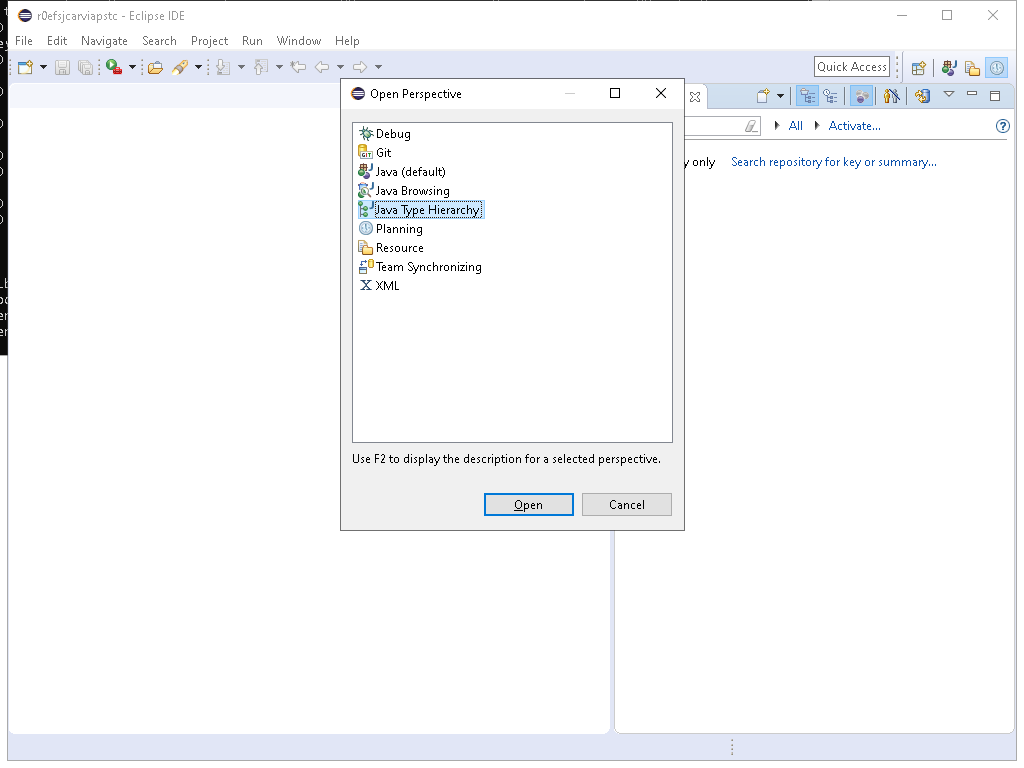 r0efsjcarviapstc - Eclipse IDE
File Edit Navigate Search Project Run Window Help
Quick Access
Open Perspective
All Activate...
Debug
Git
Java (default)
Java Browsing
Java Type Hierarchy
Planning
Resource
Team Synchronizing
XML
y only Search repository for key or summary...
Use F2 to display the description for a selected perspective.
Open Cancel